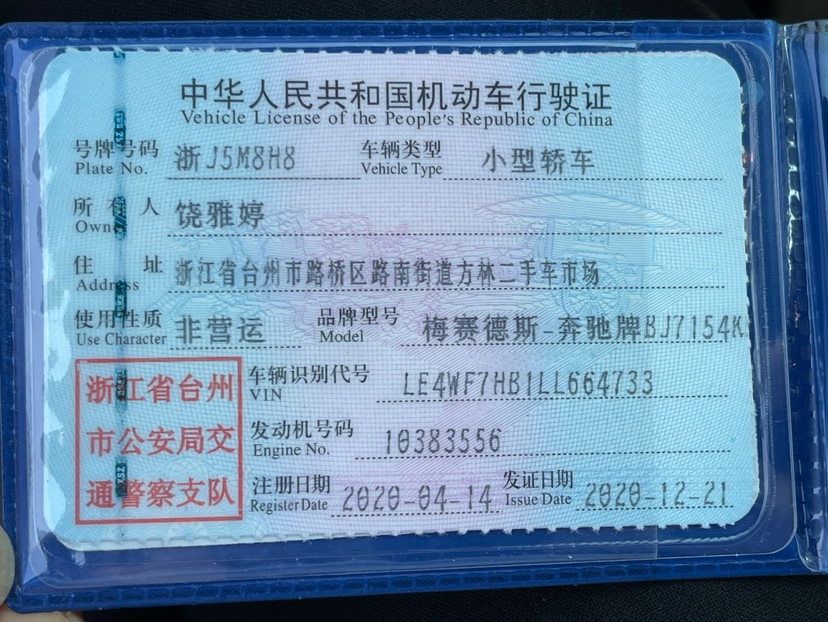 中华人民共和国机动车行驶证
Vehicle License of the People's Republic of China
号牌号码 浙J5M8H8 车辆类型 小型轿车
Plate No. Vehicle Type
所有人 饶雅婷
Owner
住址 浙江省台州市路桥区路南街道方林二手车市场
Address
使用性质 非营运 品牌型号 梅赛德斯-奔驰牌BJ7154K
Use Character Model
浙江省台州
市公安局交
通警察支队
车辆识别代号 LE4WF7HB1LL664733
VIN
发动机号码 10383556
Engine No.
注册日期 2020-04-14 发证日期 2020-12-21
Register Date Issue Date